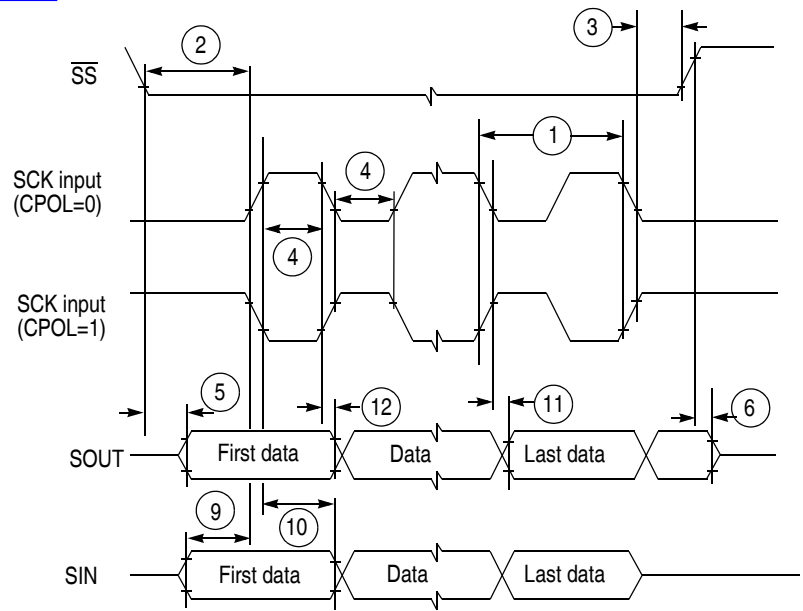 3
2
SS
1
SCK input
(CPOL=0)
4
4
SCK input
(CPOL=1)
5
12
11
6
SOUT
First data
Data
Last data
9
10
SIN
First data
Data
Last data